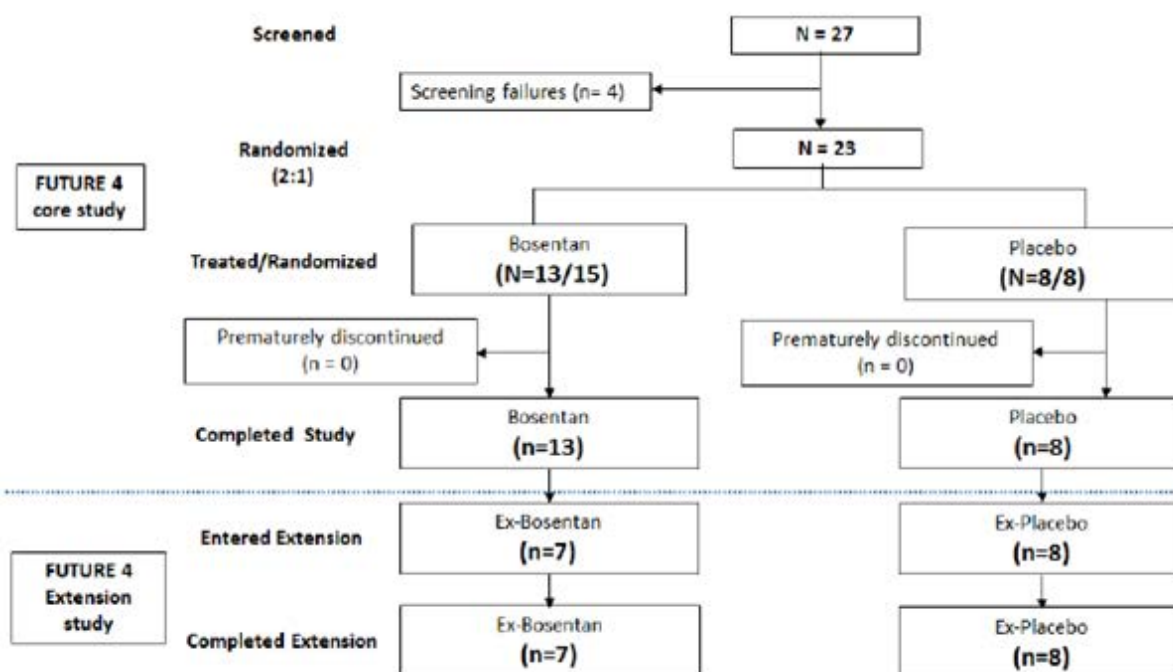 Screened
N = 27
Screening failures (n= 4)
Randomized
(2:1)
N = 23
FUTURE 4
core study
Treated/Randomized
Bosentan
(N=13/15)
Placebo
(N=8/8)
Prematurely discontinued
(n = 0)
Prematurely discontinued
(n = 0)
Completed Study
Bosentan
(n=13)
Placebo
(n=8)
Entered Extension
Ex-Bosentan
(n=7)
Ex-Placebo
(n=8)
FUTURE 4
Extension
study
Completed Extension
Ex-Bosentan
(n=7)
Ex-Placebo
(n=8)